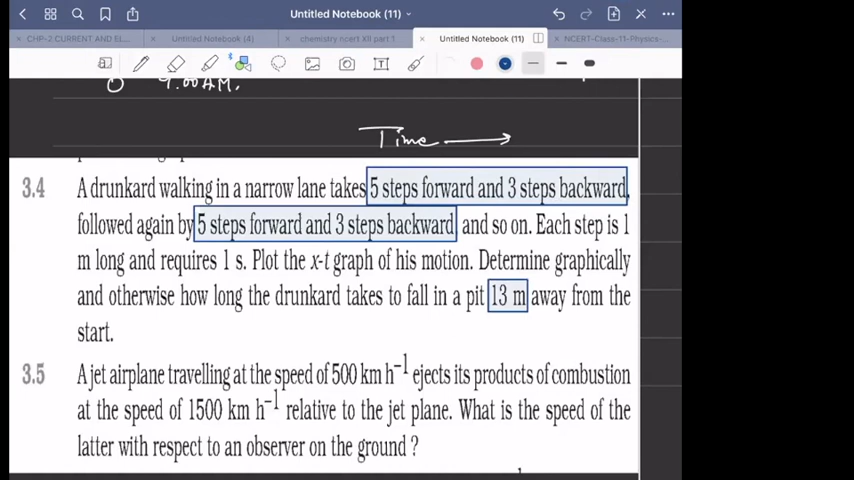 Untitled Notebook (11)
CHP-2 CURRENT AND EL...
Untitled Notebook (4)
chemistry ncert XII part 1
Untitled Notebook (11)
NCERT-Class-11-Physics-...
9.00 AM.
Time
3.4 A drunkard walking in a narrow lane takes 5 steps forward and 3 steps backward,
followed again by 5 steps forward and 3 steps backward, and so on. Each step is 1
m long and requires 1 s. Plot the x-t graph of his motion. Determine graphically
and otherwise how long the drunkard takes to fall in a pit 13 m away from the
start.
3.5 A jet airplane travelling at the speed of 500 km h⁻¹ ejects its products of combustion
at the speed of 1500 km h⁻¹ relative to the jet plane. What is the speed of the
latter with respect to an observer on the ground ?